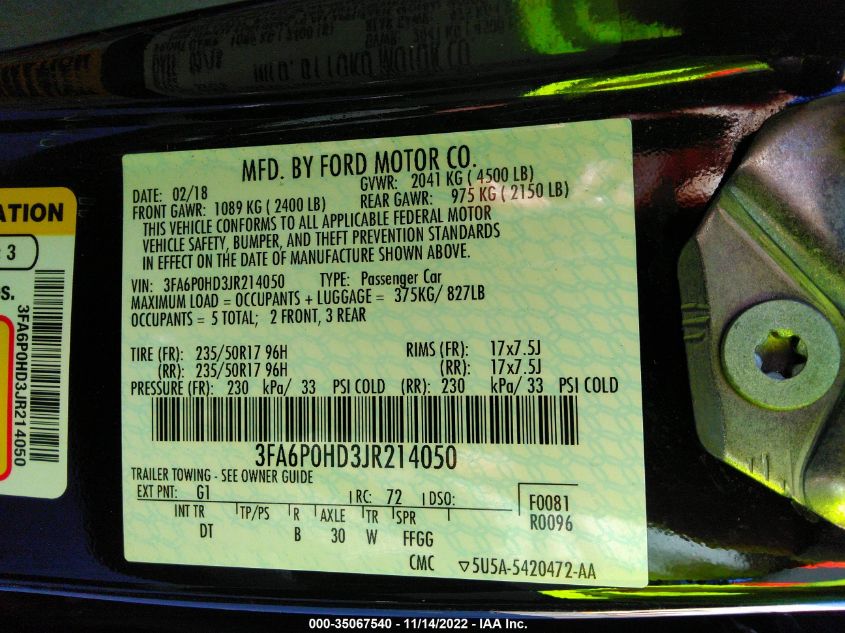 MFD. BY FORD MOTOR CO.
DATE: 02/18 GVWR: 2041 KG ( 4500 LB)
FRONT GAWR: 1089 KG ( 2400 LB) REAR GAWR: 975 KG ( 2150 LB)
THIS VEHICLE CONFORMS TO ALL APPLICABLE FEDERAL MOTOR
VEHICLE SAFETY, BUMPER, AND THEFT PREVENTION STANDARDS
IN EFFECT ON THE DATE OF MANUFACTURE SHOWN ABOVE.
VIN: 3FA6P0HD3JR214050 TYPE: Passenger Car
MAXIMUM LOAD = OCCUPANTS + LUGGAGE = 375KG/ 827LB
OCCUPANTS = 5 TOTAL; 2 FRONT, 3 REAR
TIRE (FR): 235/50R17 96H RIMS (FR): 17x7.5J
(RR): 235/50R17 96H (RR): 17x7.5J
PRESSURE (FR): 230 kPa/ 33 PSI COLD (RR): 230 kPa/ 33 PSI COLD
3FA6P0HD3JR214050
TRAILER TOWING - SEE OWNER GUIDE
EXT PNT: G1 RC: 72 DSO: F0081
INT TR TP/PS R AXLE TR SPR R0096
DT B 30 W FFGG
CMC ▽5U5A-5420472-AA
ATION
3
S.
3FA6P0HD3JR214050
000-35067540 - 11/14/2022 - IAA Inc.